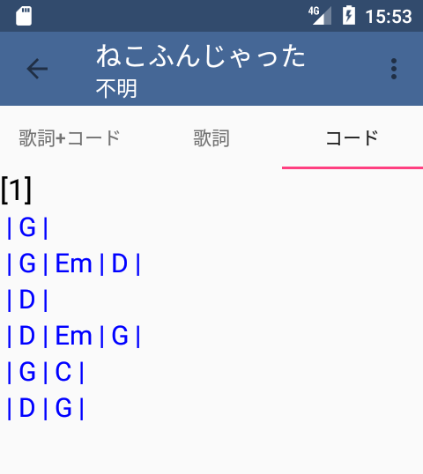 4G 15:53
ねこふんじゃった
不明
歌詞+コード 歌詞 コード
[1]
| G |
| G | Em | D |
| D |
| D | Em | G |
| G | C |
| D | G |